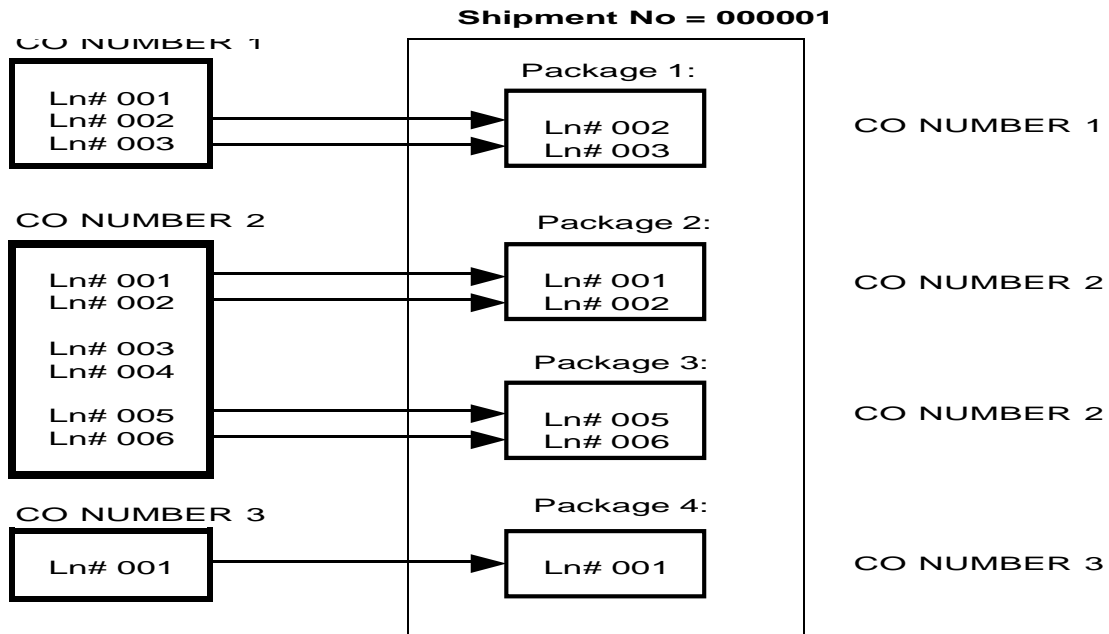 Shipment No = 000001
CO NUMBER 1
Ln# 001
Ln# 002
Ln# 003
Package 1:
Ln# 002
Ln# 003
CO NUMBER 1
CO NUMBER 2
Ln# 001
Ln# 002
Ln# 003
Ln# 004
Ln# 005
Ln# 006
Package 2:
Ln# 001
Ln# 002
CO NUMBER 2
Package 3:
Ln# 005
Ln# 006
CO NUMBER 2
CO NUMBER 3
Ln# 001
Package 4:
Ln# 001
CO NUMBER 3